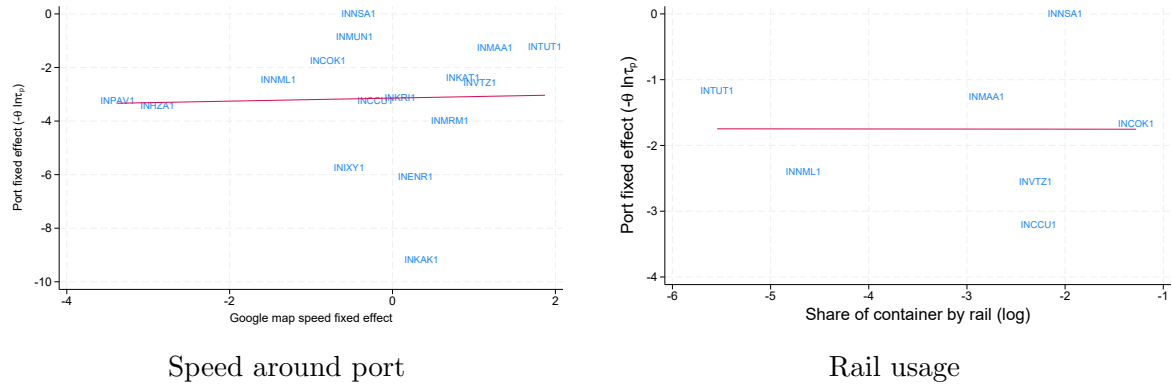 Port fixed effect (-θ lnτp)
0
-2
-4
-6
-8
-10
INNSA1
INMUN1
INMAA1
INTUT1
INCOK1
INNML1
INKAT1
INVTZ1
INPAV1
INHZA1
INCCU1
INKRI1
INMRM1
INIXY1
INENR1
INKAK1
-4
-2
0
2
Google map speed fixed effect
Speed around port
Port fixed effect (-θ lnτp)
0
-1
-2
-3
-4
INNSA1
INTUT1
INMAA1
INCOK1
INNML1
INVTZ1
INCCU1
-6
-5
-4
-3
-2
-1
Share of container by rail (log)
Rail usage